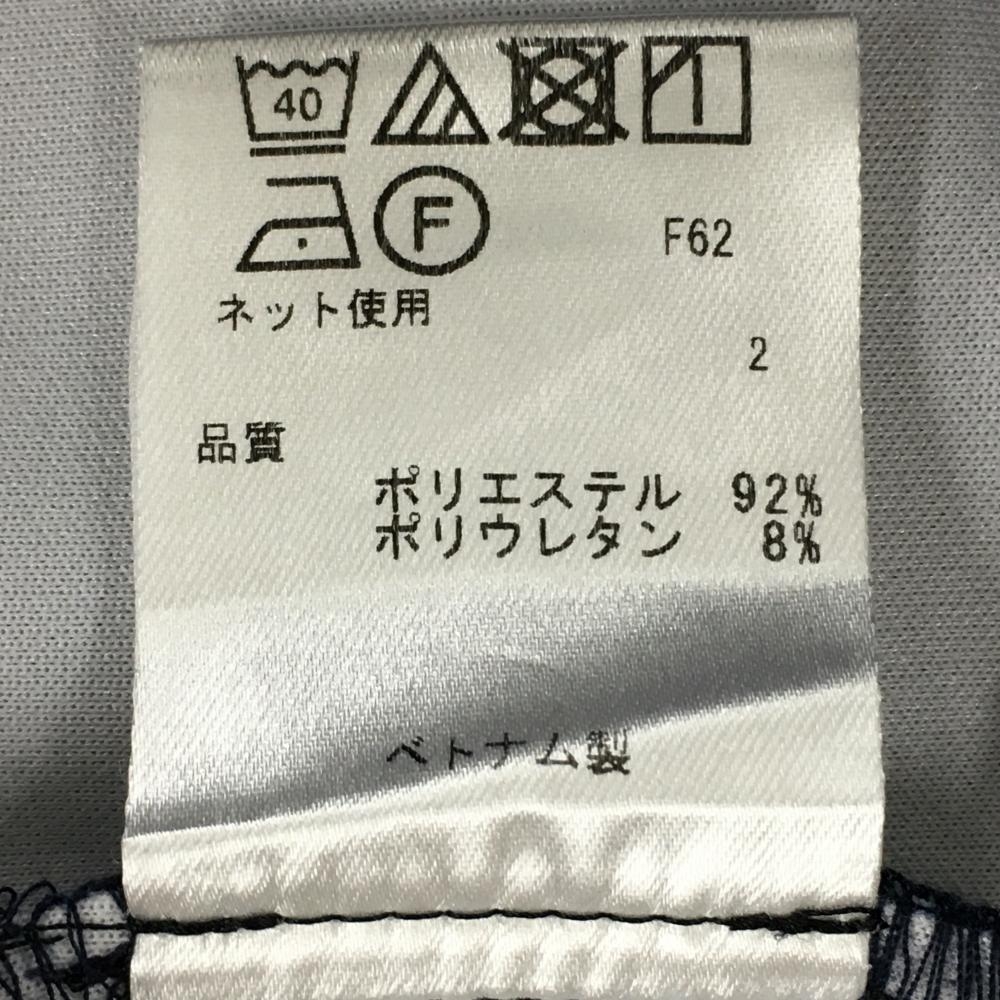 40
F F62
ネット使用
2
品質
ポリエステル 92%
ポリウレタン 8%
ベトナム製